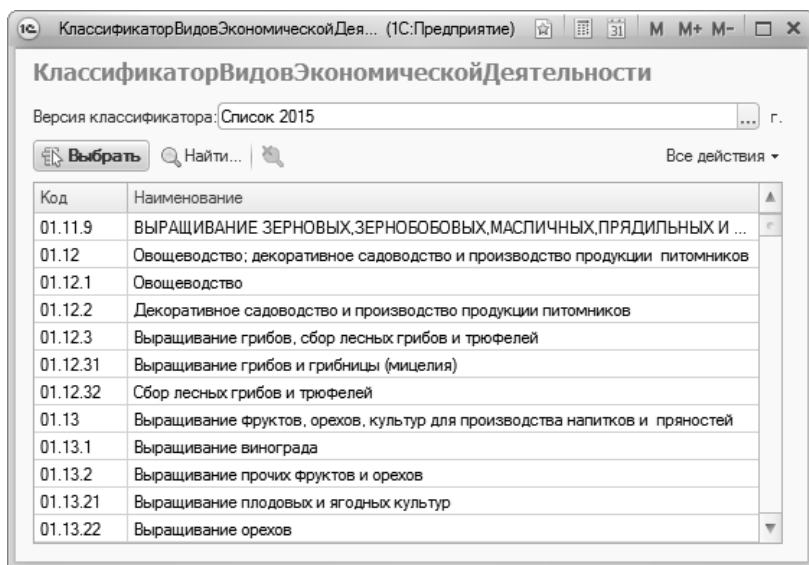 1С КлассификаторВидовЭкономическойДея... (1С:Предприятие) 31 M M+ M-
КлассификаторВидовЭкономическойДеятельности
Версия классификатора: Список 2015 ... г.
Выбрать Найти... Все действия
Код Наименование
01.11.9 ВЫРАЩИВАНИЕ ЗЕРНОВЫХ,ЗЕРНОБОБОВЫХ,МАСЛИЧНЫХ,ПРЯДИЛЬНЫХ И ...
01.12 Овощеводство; декоративное садоводство и производство продукции питомников
01.12.1 Овощеводство
01.12.2 Декоративное садоводство и производство продукции питомников
01.12.3 Выращивание грибов, сбор лесных грибов и трюфелей
01.12.31 Выращивание грибов и грибницы (мицелия)
01.12.32 Сбор лесных грибов и трюфелей
01.13 Выращивание фруктов, орехов, культур для производства напитков и пряностей
01.13.1 Выращивание винограда
01.13.2 Выращивание прочих фруктов и орехов
01.13.21 Выращивание плодовых и ягодных культур
01.13.22 Выращивание орехов